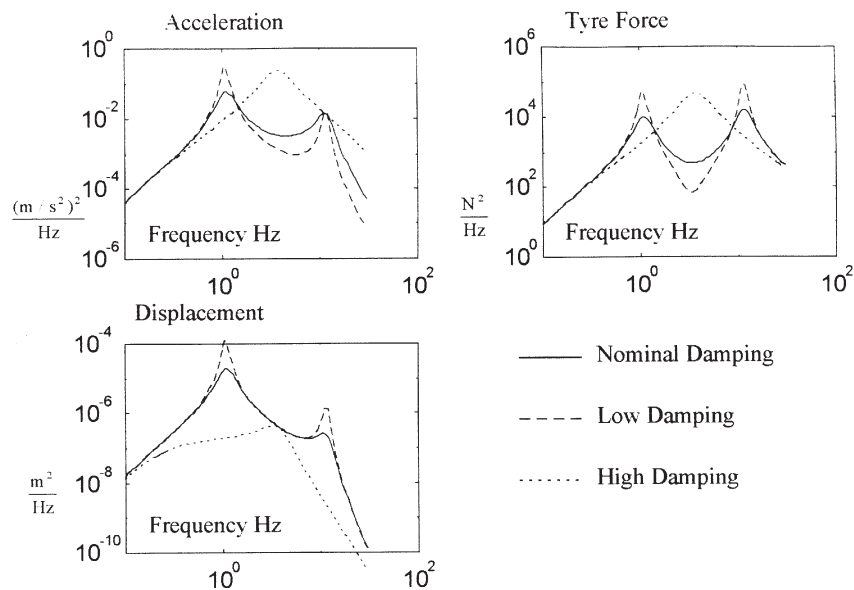 Acceleration
Tyre Force
10^0
10^-2
10^-4
10^-6
(m / s^2)^2
Hz
Frequency Hz
10^0
10^2
10^6
10^4
10^2
10^0
N^2
Hz
Frequency Hz
10^0
10^2
Displacement
10^-4
10^-6
10^-8
10^-10
m^2
Hz
Frequency Hz
10^0
10^2
Nominal Damping
Low Damping
High Damping